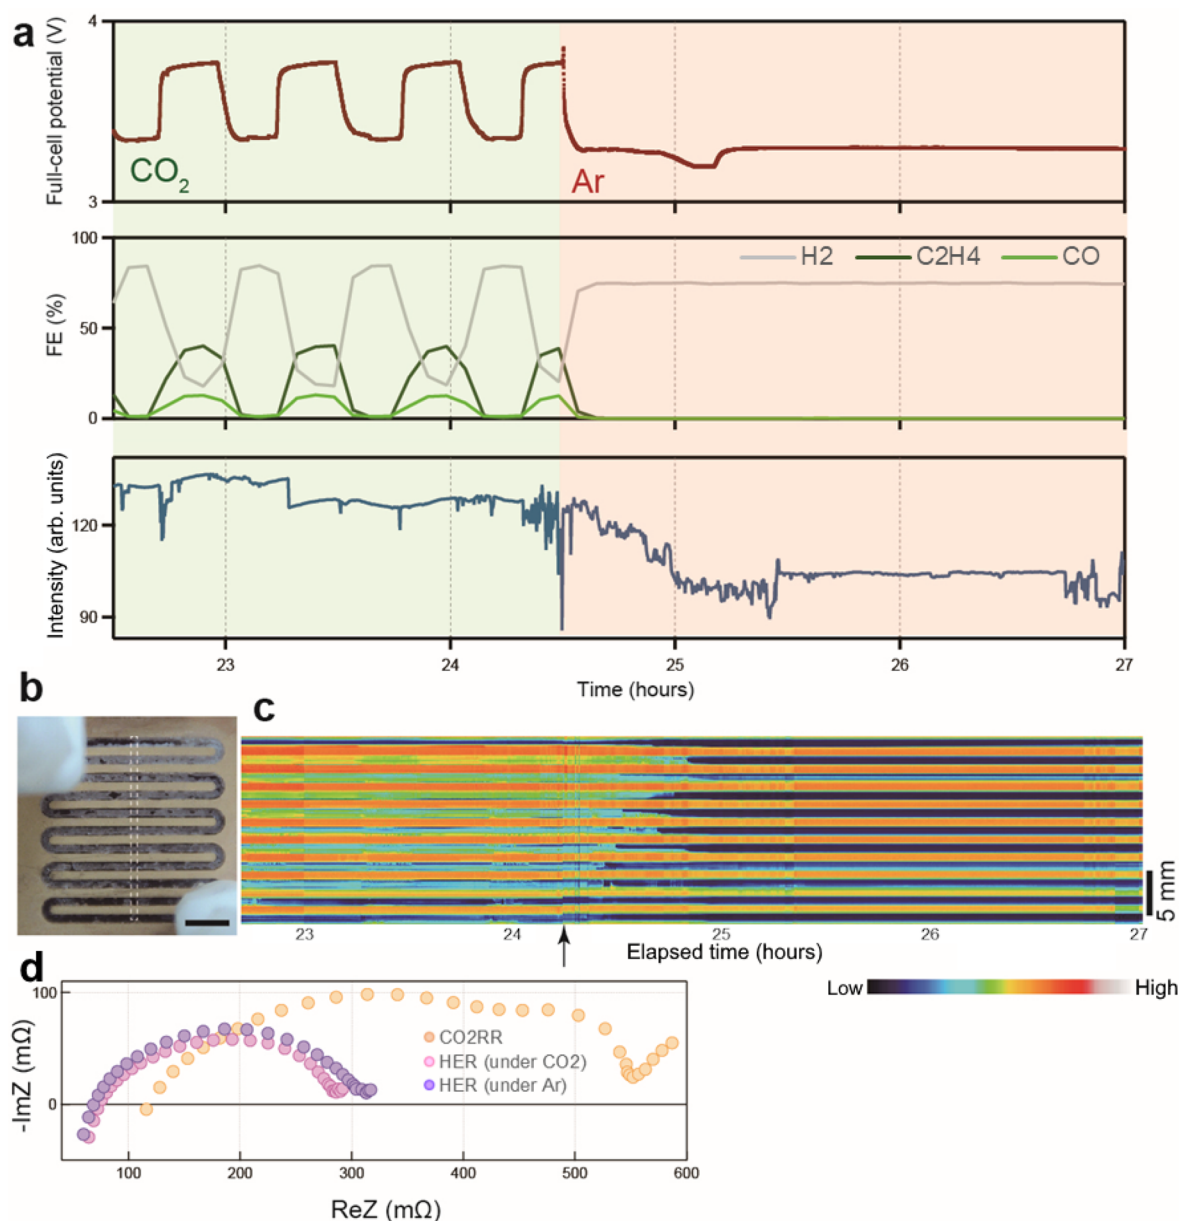 a
Full-cell potential (V)
4
3
CO2
Ar
FE (%)
100
50
0
H2 C2H4 CO
Intensity (arb. units)
120
90
23 24 25 26 27
Time (hours)
b
c
23 24 25 26 27
Elapsed time (hours)
5 mm
Low High
d
-ImZ (mΩ)
100
0
CO2RR
HER (under CO2)
HER (under Ar)
100 200 300 400 500 600
ReZ (mΩ)